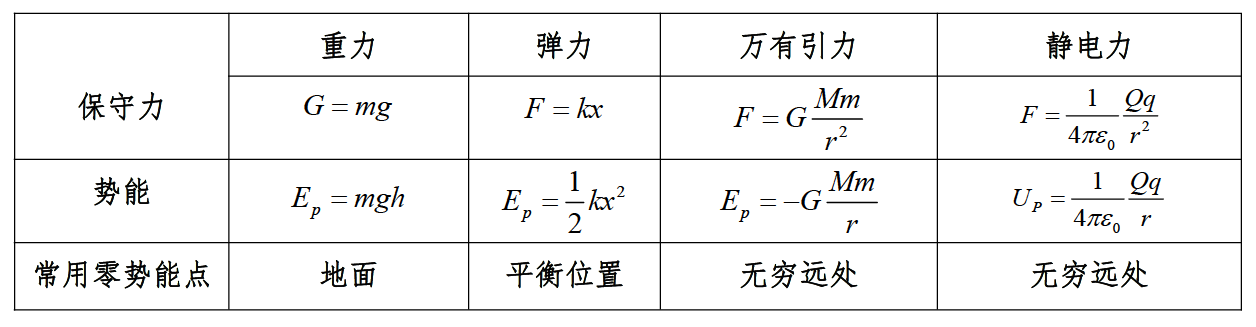 重力 弹力 万有引力 静电力
保守力 G = mg F = kx F = G\frac{Mm}{r^2} F = \frac{1}{4\pi\varepsilon_0}\frac{Qq}{r^2}
势能 E_p = mgh E_p = \frac{1}{2}kx^2 E_p = -G\frac{Mm}{r} U_P = \frac{1}{4\pi\varepsilon_0}\frac{Qq}{r}
常用零势能点 地面 平衡位置 无穷远处 无穷远处